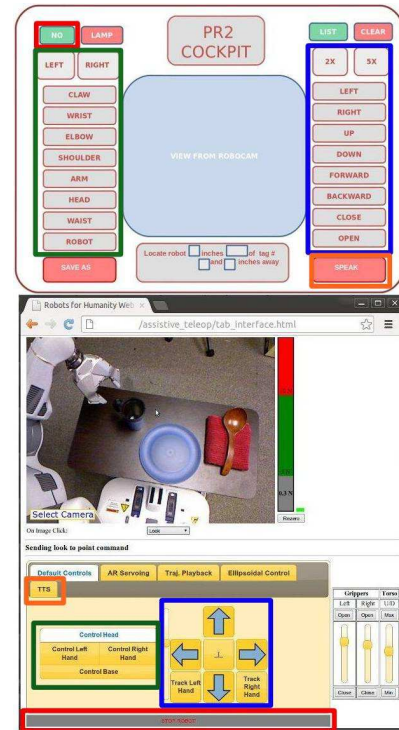 NO
LAMP
PR2
COCKPIT
LIST
CLEAR
LEFT
RIGHT
2X
5X
CLAW
WRIST
ELBOW
SHOULDER
ARM
HEAD
WAIST
ROBOT
VIEW FROM ROBOCAM
LEFT
RIGHT
UP
DOWN
FORWARD
BACKWARD
CLOSE
OPEN
Locate robot inches of tag #
and inches away
SAVE AS
SPEAK
Robots for Humanity Web
/assistive_teleop/tab_interface.html
Select Camera
On Image Click:
Look
Sending look to point command
Default Controls
AR Servoing
Traj. Playback
Ellipsoidal Control
TTS
Control Head
Control Left
Hand
Control Right
Hand
Control Base
Track Left
Hand
Track
Right
Hand
Grippers
Torso
Left
Right
U/D
Open
Open
Max
Close
Close
Min
STOP ROBOT